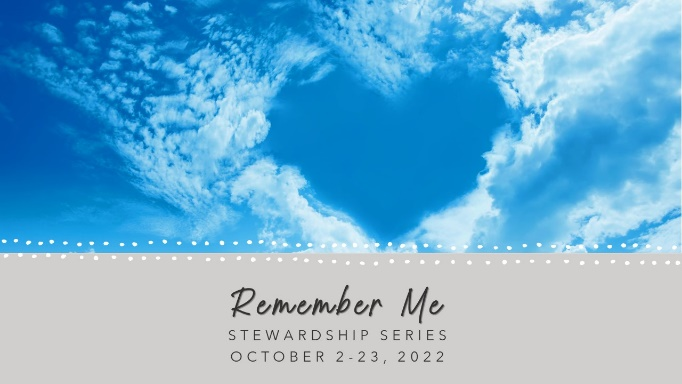 Remember Me
STEWARDSHIP SERIES
OCTOBER 2-23, 2022